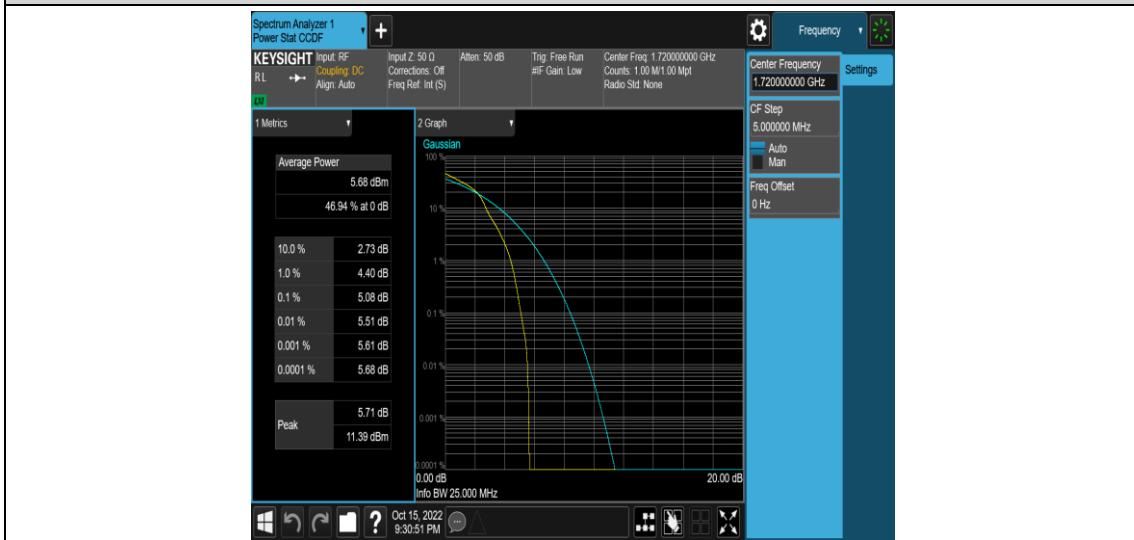 Spectrum Analyzer 1
Power Stat CCDF
+
Frequency
KEYSIGHT
RL
LXI
Input: RF
Coupling: DC
Align: Auto
Input Z: 50 Ω
Corrections: Off
Freq Ref: Int (S)
Atten: 50 dB
Trig: Free Run
#IF Gain: Low
Center Freq: 1.720000000 GHz
Counts: 1.00 M/1.00 Mpt
Radio Std: None
Center Frequency
1.720000000 GHz
Settings
CF Step
5.000000 MHz
Auto
Man
Freq Offset
0 Hz
1 Metrics
Average Power
5.68 dBm
46.94 % at 0 dB
10.0 % 2.73 dB
1.0 % 4.40 dB
0.1 % 5.08 dB
0.01 % 5.51 dB
0.001 % 5.61 dB
0.0001 % 5.68 dB
Peak
5.71 dB
11.39 dBm
2 Graph
Gaussian
100 %
10 %
1 %
0.1 %
0.01 %
0.001 %
0.0001 %
0.00 dB 20.00 dB
Info BW 25.000 MHz
?
Oct 15, 2022
9:30:51 PM